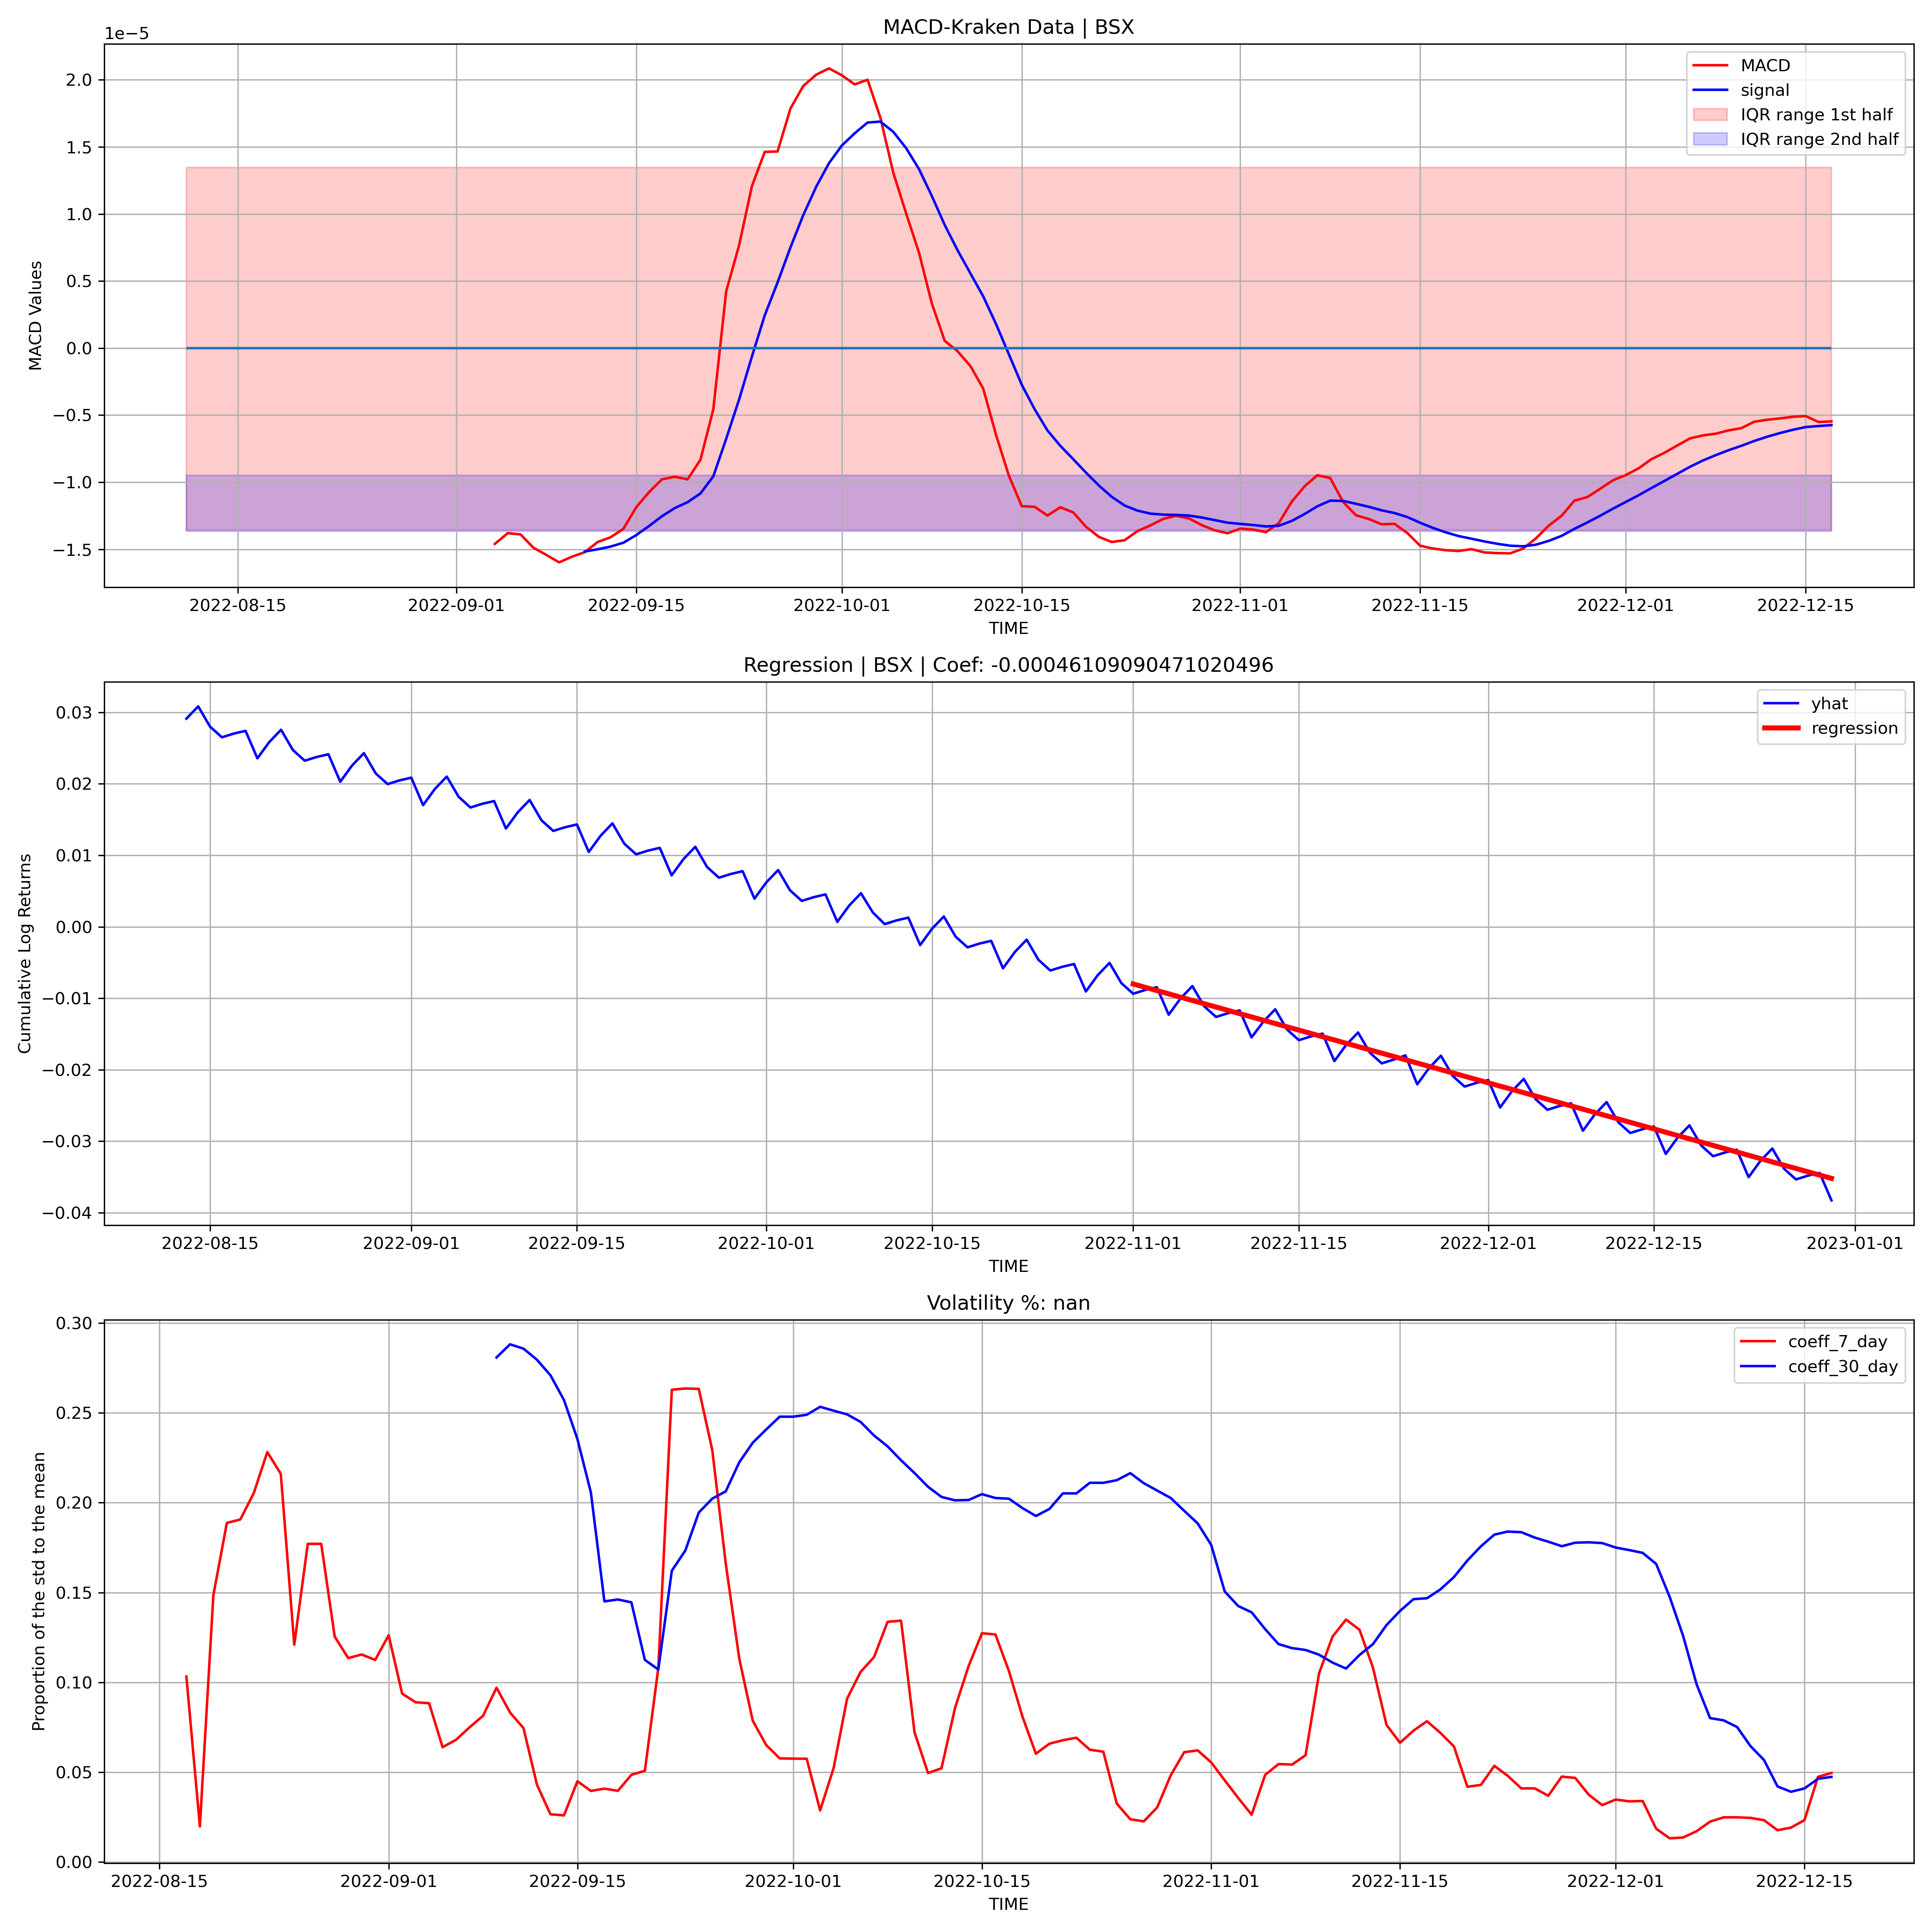 MACD-Kraken Data | BSX
1e−5
MACD
signal
IQR range 1st half
IQR range 2nd half
2.0
1.5
1.0
0.5
0.0
−0.5
−1.0
−1.5
MACD Values
2022-08-15 2022-09-01 2022-09-15 2022-10-01 2022-10-15 2022-11-01 2022-11-15 2022-12-01 2022-12-15
TIME
Regression | BSX | Coef: -0.00046109090471020496
yhat
regression
0.03
0.02
0.01
0.00
−0.01
−0.02
−0.03
−0.04
Cumulative Log Returns
2022-08-15 2022-09-01 2022-09-15 2022-10-01 2022-10-15 2022-11-01 2022-11-15 2022-12-01 2022-12-15 2023-01-01
TIME
Volatility %: nan
coeff_7_day
coeff_30_day
0.30
0.25
0.20
0.15
0.10
0.05
0.00
Proportion of the std to the mean
2022-08-15 2022-09-01 2022-09-15 2022-10-01 2022-10-15 2022-11-01 2022-11-15 2022-12-01 2022-12-15
TIME